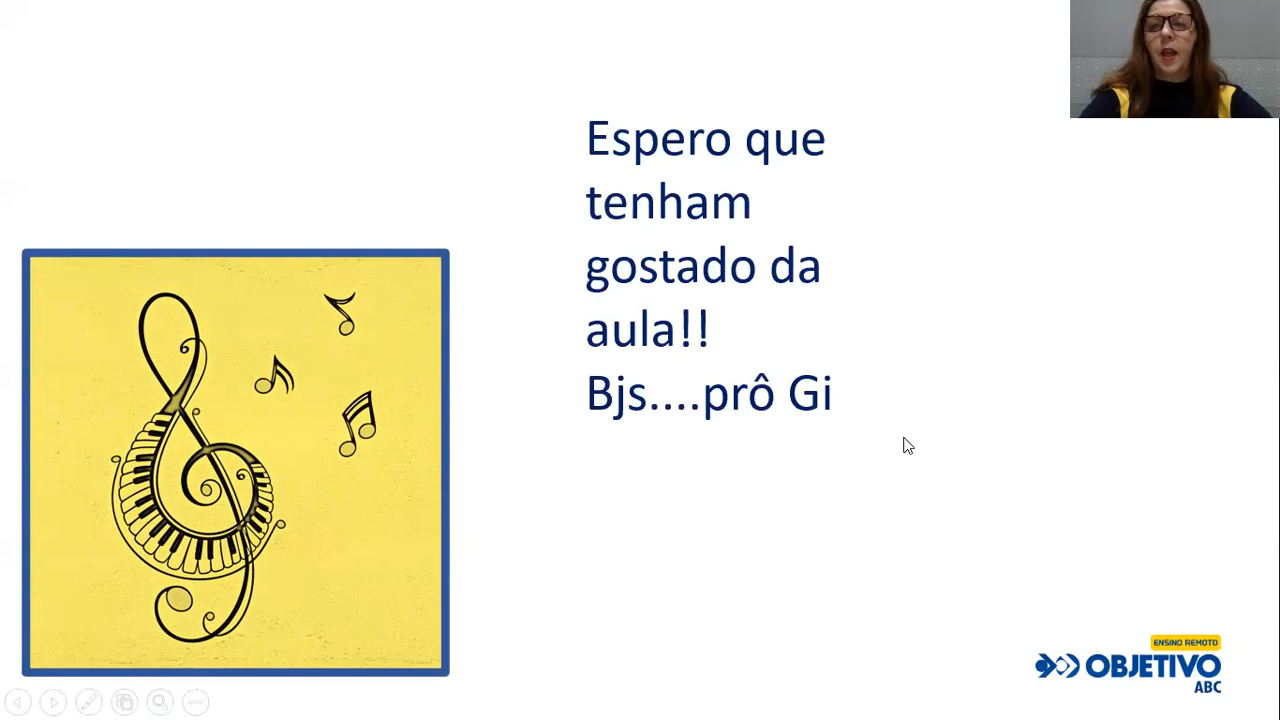 Espero que
tenham
gostado da
aula!!
Bjs....prô Gi
ENSINO REMOTO
OBJETIVO
ABC